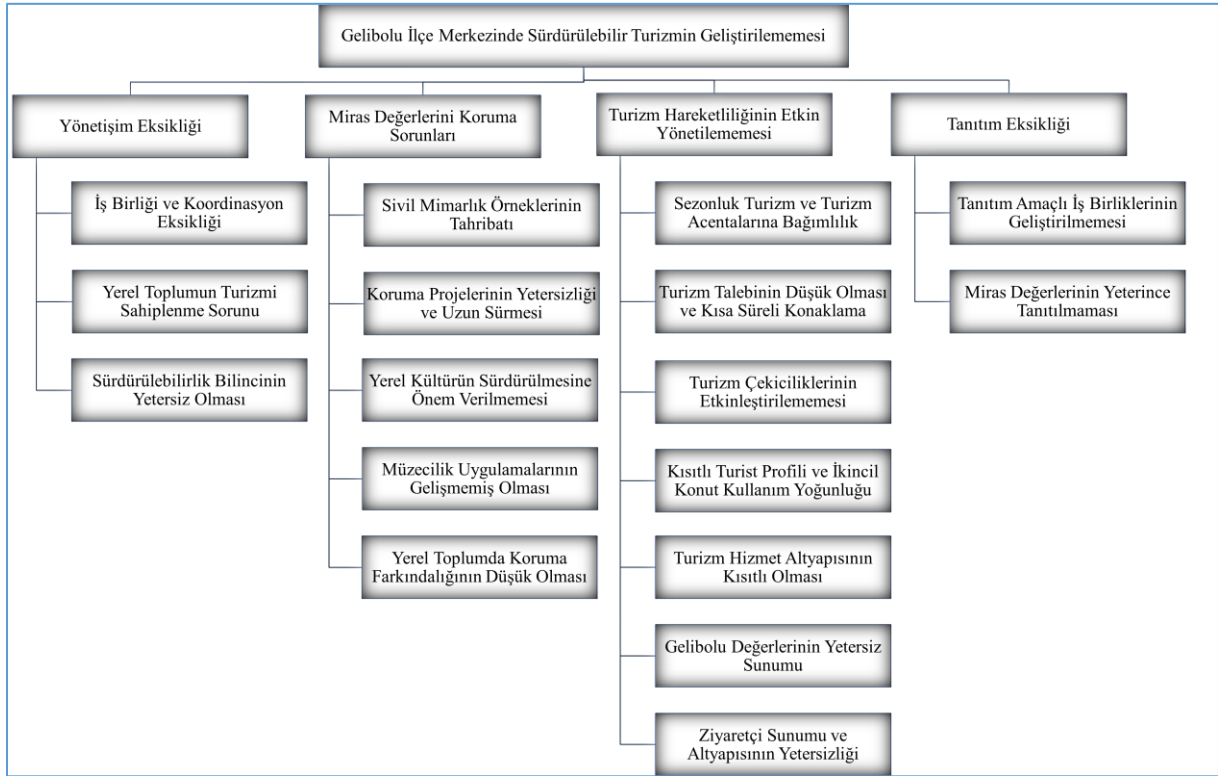 Gelibolu İlçe Merkezinde Sürdürülebilir Turizmin Geliştirilememesi
Yönetişim Eksikliği
İş Birliği ve Koordinasyon
Eksikliği
Yerel Toplumun Turizmi
Sahiplenme Sorunu
Sürdürülebilirlik Bilincinin
Yetersiz Olması
Miras Değerlerini Koruma
Sorunları
Sivil Mimarlık Örneklerinin
Tahribatı
Koruma Projelerinin Yetersizliği
ve Uzun Sürmesi
Yerel Kültürün Sürdürülmesine
Önem Verilmemesi
Müzecilik Uygulamalarının
Gelişmemiş Olması
Yerel Toplumda Koruma
Farkındalığının Düşük Olması
Turizm Hareketliliğinin Etkin
Yönetilememesi
Sezonluk Turizm ve Turizm
Acentalarına Bağımlılık
Turizm Talebinin Düşük Olması
ve Kısa Süreli Konaklama
Turizm Çekiciliklerinin
Etkinleştirilememesi
Kısıtlı Turist Profili ve İkincil
Konut Kullanım Yoğunluğu
Turizm Hizmet Altyapısının
Kısıtlı Olması
Gelibolu Değerlerinin Yetersiz
Sunumu
Ziyaretçi Sunumu ve
Altyapısının Yetersizliği
Tanıtım Eksikliği
Tanıtım Amaçlı İş Birliklerinin
Geliştirilmemesi
Miras Değerlerinin Yeterince
Tanıtılmaması